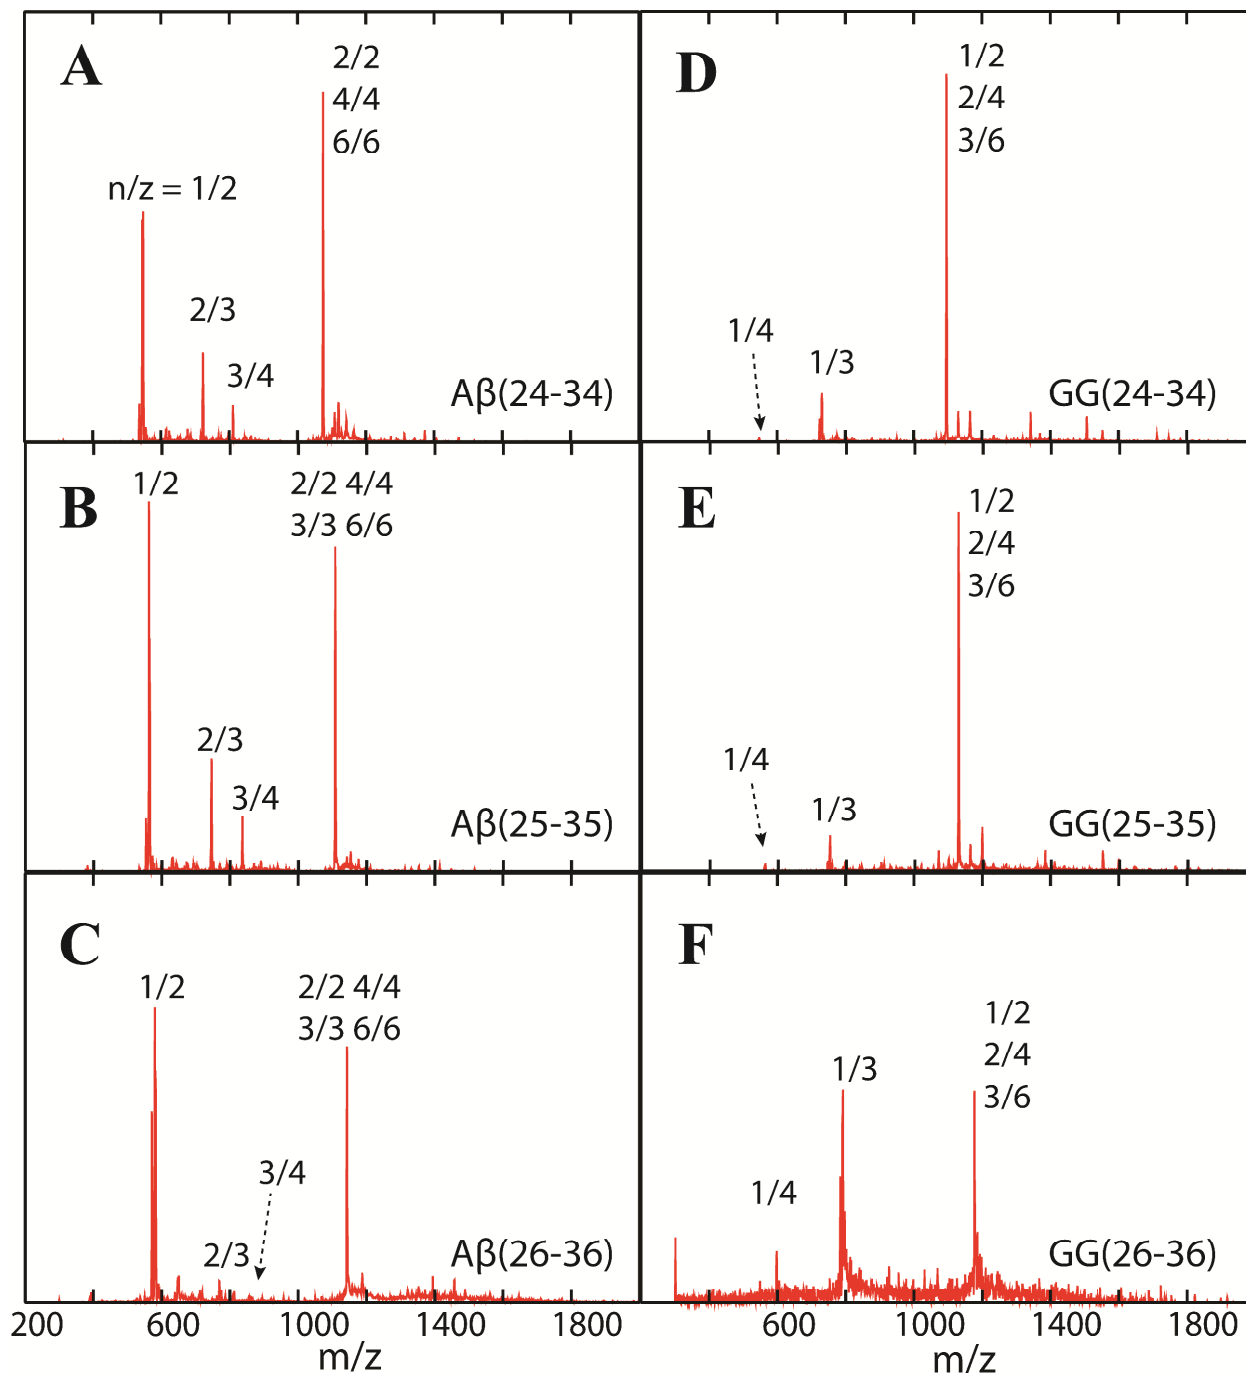 A
2/2
4/4
6/6
n/z = 1/2
2/3
3/4
Aβ(24-34)
D
1/2
2/4
3/6
1/4
1/3
GG(24-34)
B
1/2
2/2 4/4
3/3 6/6
2/3
3/4
Aβ(25-35)
E
1/2
2/4
3/6
1/4
1/3
GG(25-35)
C
1/2
2/2 4/4
3/3 6/6
3/4
2/3
Aβ(26-36)
F
1/2
2/4
3/6
1/3
1/4
GG(26-36)
200 600 1000 1400 1800
m/z
600 1000 1400 1800
m/z